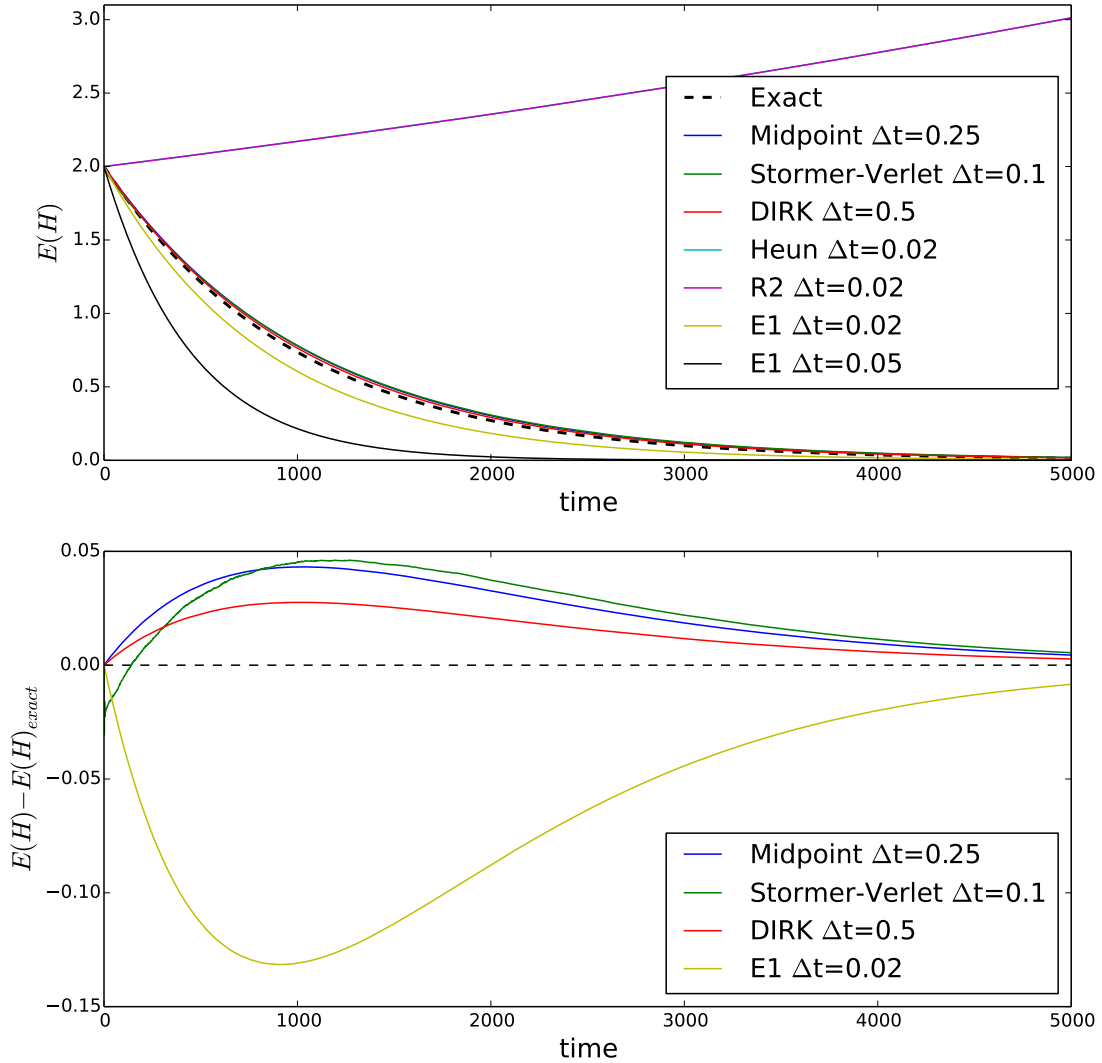 3.0
2.5
2.0
1.5
1.0
0.5
0.0
E(H)
Exact
Midpoint Δt=0.25
Stormer-Verlet Δt=0.1
DIRK Δt=0.5
Heun Δt=0.02
R2 Δt=0.02
E1 Δt=0.02
E1 Δt=0.05
0 1000 2000 3000 4000 5000
time
0.05
0.00
−0.05
−0.10
−0.15
E(H)−E(H)exact
Midpoint Δt=0.25
Stormer-Verlet Δt=0.1
DIRK Δt=0.5
E1 Δt=0.02
0 1000 2000 3000 4000 5000
time